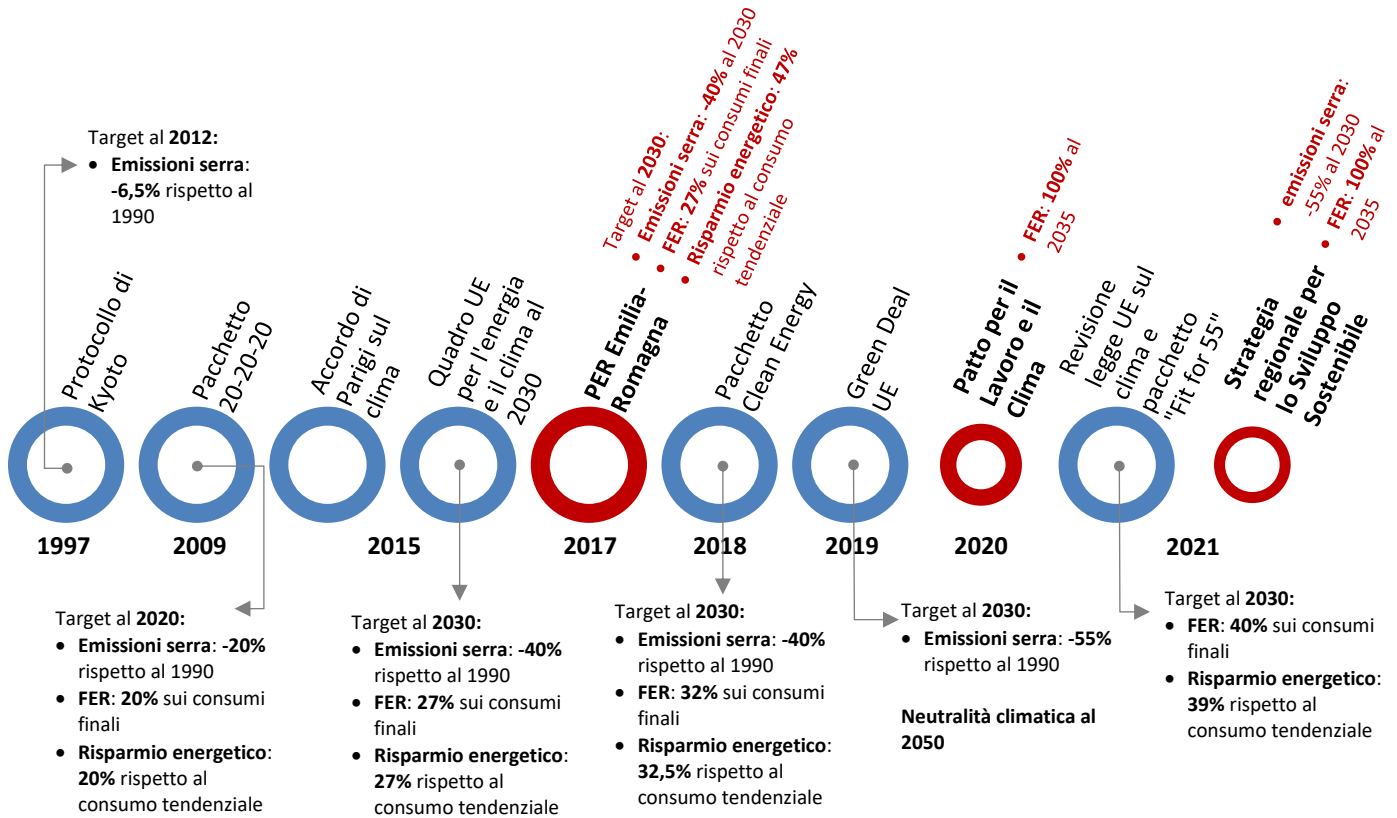 Target al 2012:
• Emissioni serra:
-6,5% rispetto al
1990
Protocollo di
Kyoto
Pacchetto
20-20-20
Accordo di
Parigi sul
clima
Quadro UE
per l'energia
e il clima al
2030
PER Emilia-
Romagna
Target al 2030:
• Emissioni serra: -40% al 2030
• FER: 27% sui consumi finali
• Risparmio energetico: 47%
rispetto al consumo
tendenziale
Pacchetto
Clean Energy
Green Deal
UE
Patto per il
Lavoro e il
Clima
• FER: 100% al
2035
Revisione
legge UE sul
clima e
pacchetto
"Fit for 55"
Strategia
regionale per
lo Sviluppo
Sostenibile
• emissioni serra:
-55% al 2030
• FER: 100% al
2035
1997
2009
2015
2017
2018
2019
2020
2021
Target al 2020:
• Emissioni serra: -20%
rispetto al 1990
• FER: 20% sui consumi
finali
• Risparmio energetico:
20% rispetto al
consumo tendenziale
Target al 2030:
• Emissioni serra: -40%
rispetto al 1990
• FER: 27% sui consumi
finali
• Risparmio energetico:
27% rispetto al
consumo tendenziale
Target al 2030:
• Emissioni serra: -40%
rispetto al 1990
• FER: 32% sui consumi
finali
• Risparmio energetico:
32,5% rispetto al
consumo tendenziale
Target al 2030:
• Emissioni serra: -55%
rispetto al 1990
Neutralità climatica al
2050
Target al 2030:
• FER: 40% sui consumi
finali
• Risparmio energetico:
39% rispetto al
consumo tendenziale